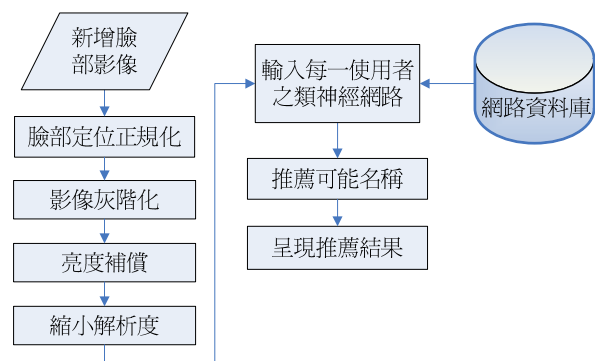 新增臉
部影像
臉部定位正規化
影像灰階化
亮度補償
縮小解析度
輸入每一使用者
之類神經網路
推薦可能名稱
呈現推薦結果
網路資料庫